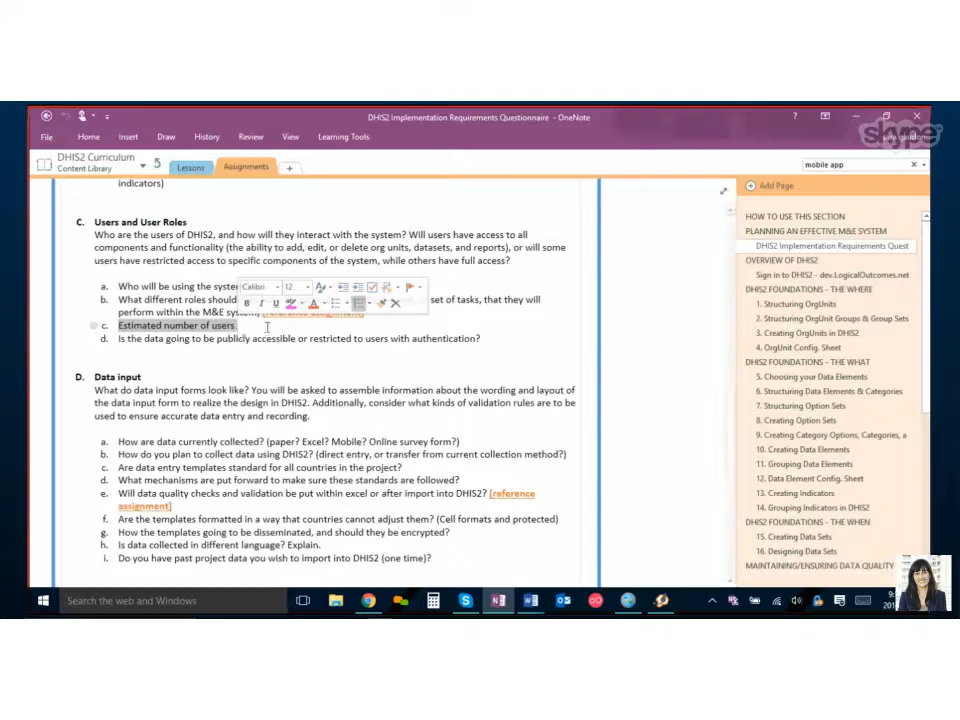 DHIS2 Implementation Requirements Questionnaire - OneNote
?
skype
File
Home
Insert
Draw
History
Review
View
Learning Tools
DHIS2 Curriculum
Content Library
Lessons
Assignments
+
mobile app
indicators)
C. Users and User Roles
Who are the users of DHIS2, and how will they interact with the system? Will users have access to all
components and functionality (the ability to add, edit, or delete org units, datasets, and reports), or will some
users have restricted access to specific components of the system, while others have full access?
a. Who will be using the system
Calibri 12
b. What different roles should set of tasks, that they will
B I U A
perform within the M&E system) [reference assignment]
c. Estimated number of users
d. Is the data going to be publicly accessible or restricted to users with authentication?
D. Data input
What do data input forms look like? You will be asked to assemble information about the wording and layout of
the data input form to realize the design in DHIS2. Additionally, consider what kinds of validation rules are to be
used to ensure accurate data entry and recording.
a. How are data currently collected? (paper? Excel? Mobile? Online survey form?)
b. How do you plan to collect data using DHIS2? (direct entry, or transfer from current collection method?)
c. Are data entry templates standard for all countries in the project?
d. What mechanisms are put forward to make sure these standards are followed?
e. Will data quality checks and validation be put within excel or after import into DHIS2? [reference
assignment]
f. Are the templates formatted in a way that countries cannot adjust them? (Cell formats and protected)
g. How the templates going to be disseminated, and should they be encrypted?
h. Is data collected in different language? Explain.
i. Do you have past project data you wish to import into DHIS2 (one time)?
Add Page
HOW TO USE THIS SECTION
PLANNING AN EFFECTIVE M&E SYSTEM
DHIS2 Implementation Requirements Quest
OVERVIEW OF DHIS2
Sign in to DHIS2 - dev.LogicalOutcomes.net
DHIS2 FOUNDATIONS - THE WHERE
1. Structuring OrgUnits
2. Structuring OrgUnit Groups & Group Sets
3. Creating OrgUnits in DHIS2
4. OrgUnit Config. Sheet
DHIS2 FOUNDATIONS - THE WHAT
5. Choosing your Data Elements
6. Structuring Data Elements & Categories
7. Structuring Option Sets
8. Creating Option Sets
9. Creating Category Options, Categories, a
10. Creating Data Elements
11. Grouping Data Elements
12. Data Element Config. Sheet
13. Creating Indicators
14. Grouping Indicators in DHIS2
DHIS2 FOUNDATIONS - THE WHEN
15. Creating Data Sets
16. Designing Data Sets
MAINTAINING/ENSURING DATA QUALITY
Search the web and Windows